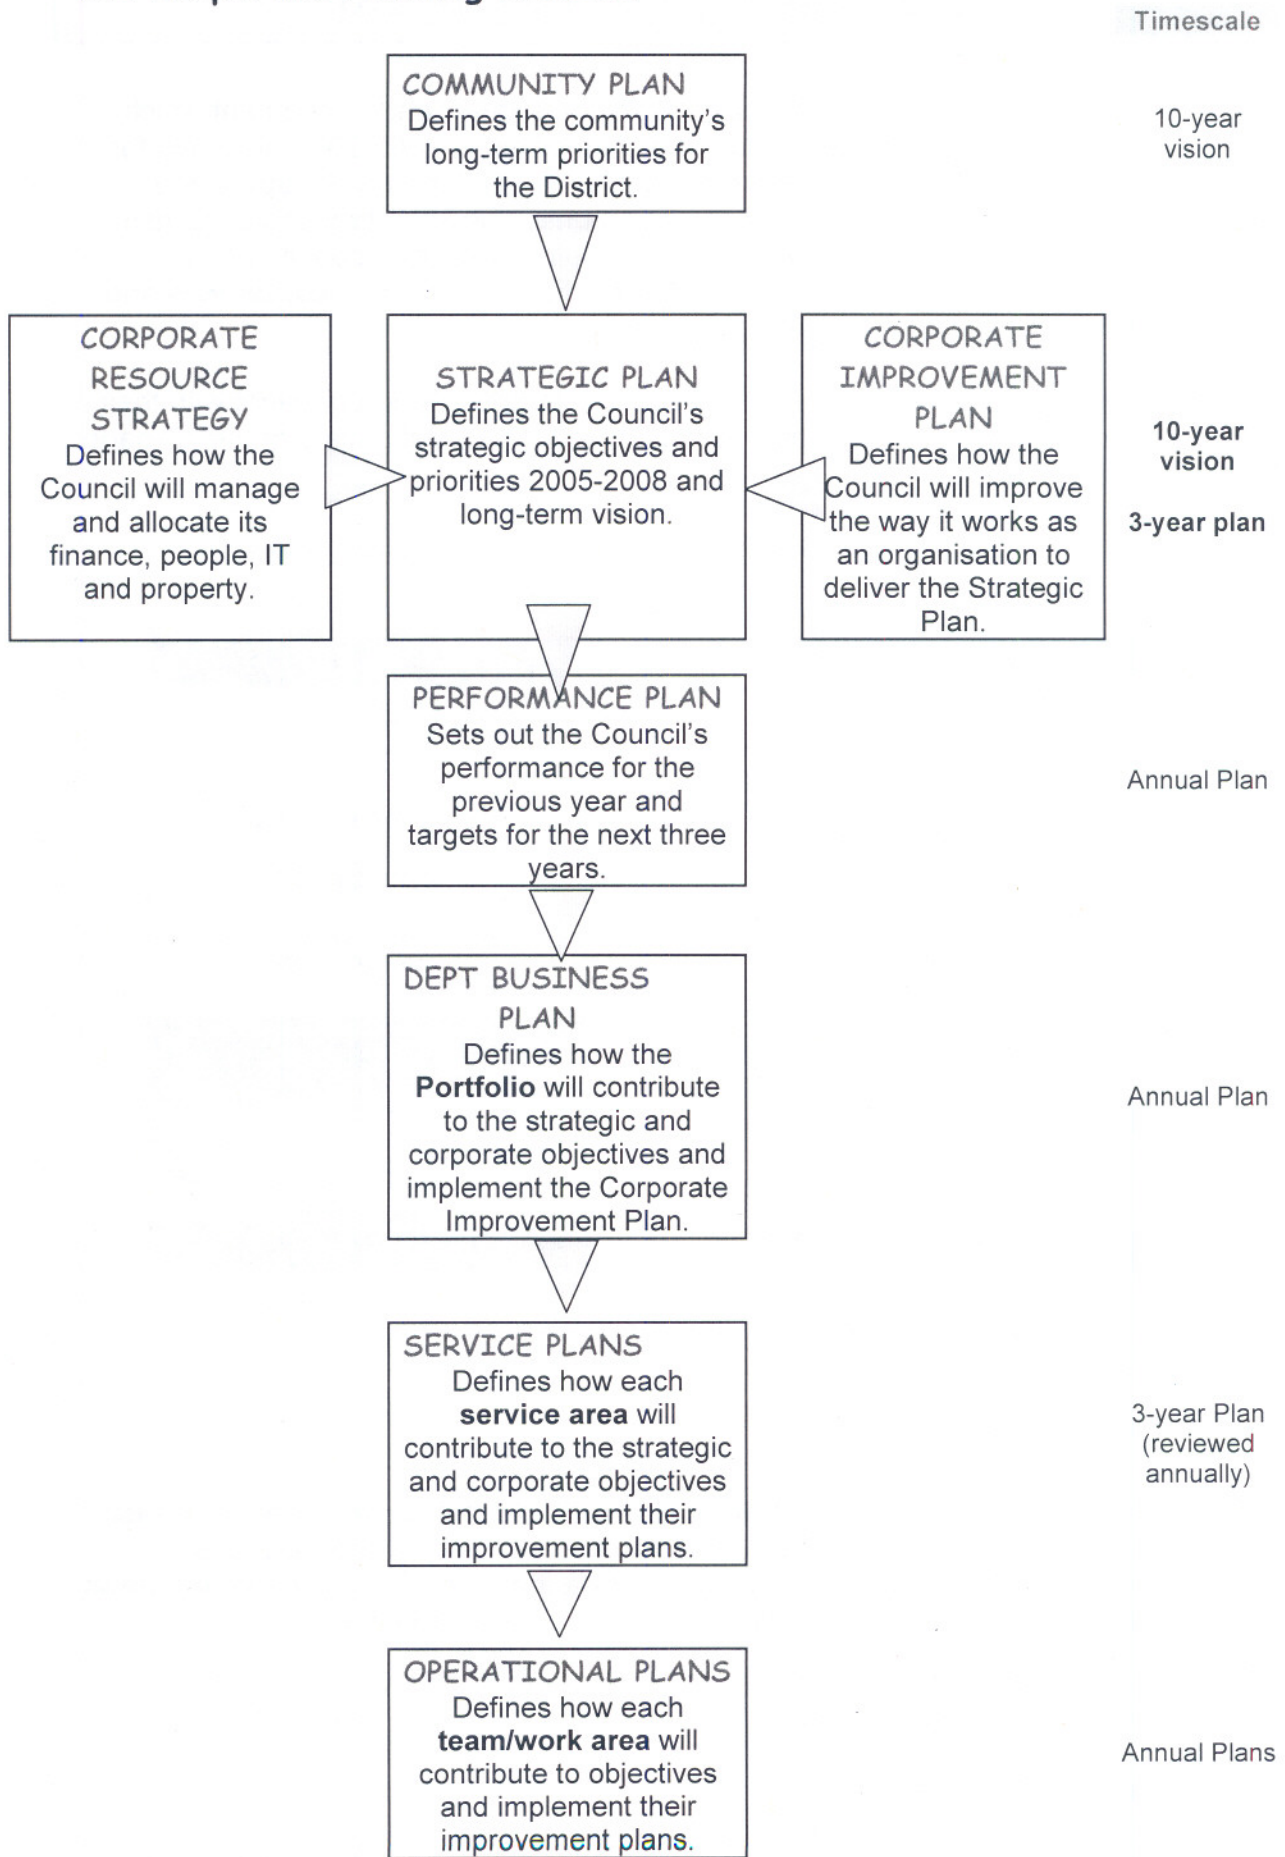 Timescale
COMMUNITY PLAN
Defines the community's
long-term priorities for
the District.
10-year
vision
CORPORATE
RESOURCE
STRATEGY
Defines how the
Council will manage
and allocate its
finance, people, IT
and property.
STRATEGIC PLAN
Defines the Council's
strategic objectives and
priorities 2005-2008 and
long-term vision.
CORPORATE
IMPROVEMENT
PLAN
Defines how the
Council will improve
the way it works as
an organisation to
deliver the Strategic
Plan.
10-year
vision
3-year plan
PERFORMANCE PLAN
Sets out the Council's
performance for the
previous year and
targets for the next three
years.
Annual Plan
DEPT BUSINESS
PLAN
Defines how the
Portfolio will contribute
to the strategic and
corporate objectives and
implement the Corporate
Improvement Plan.
Annual Plan
SERVICE PLANS
Defines how each
service area will
contribute to the strategic
and corporate objectives
and implement their
improvement plans.
3-year Plan
(reviewed
annually)
OPERATIONAL PLANS
Defines how each
team/work area will
contribute to objectives
and implement their
improvement plans.
Annual Plans